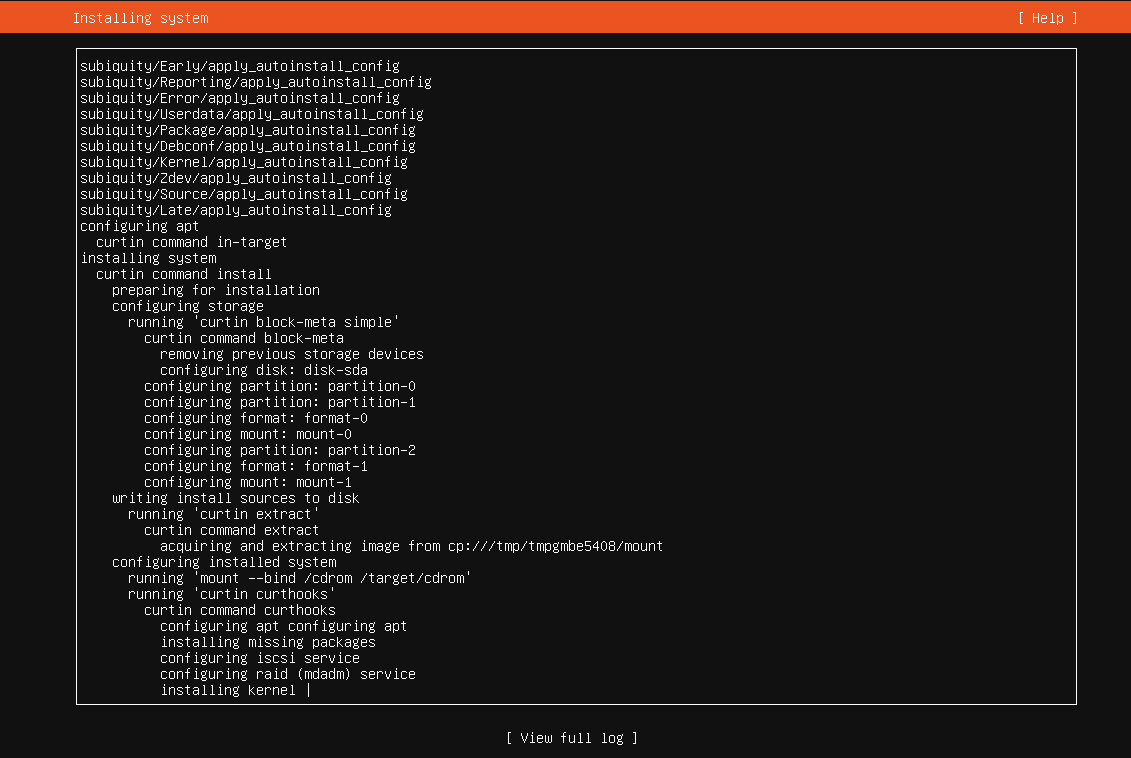 Installing system [ Help ]
subiquity/Early/apply_autoinstall_config
subiquity/Reporting/apply_autoinstall_config
subiquity/Error/apply_autoinstall_config
subiquity/Userdata/apply_autoinstall_config
subiquity/Package/apply_autoinstall_config
subiquity/Debconf/apply_autoinstall_config
subiquity/Kernel/apply_autoinstall_config
subiquity/Zdev/apply_autoinstall_config
subiquity/Source/apply_autoinstall_config
subiquity/Late/apply_autoinstall_config
configuring apt
  curtin command in-target
installing system
  curtin command install
    preparing for installation
    configuring storage
      running 'curtin block-meta simple'
        curtin command block-meta
          removing previous storage devices
          configuring disk: disk-sda
        configuring partition: partition-0
        configuring partition: partition-1
        configuring format: format-0
        configuring mount: mount-0
        configuring partition: partition-2
        configuring format: format-1
        configuring mount: mount-1
    writing install sources to disk
      running 'curtin extract'
        curtin command extract
          acquiring and extracting image from cp:///tmp/tmpgmbe5408/mount
    configuring installed system
      running 'mount --bind /cdrom /target/cdrom'
      running 'curtin curthooks'
        curtin command curthooks
          configuring apt configuring apt
          installing missing packages
          configuring iscsi service
          configuring raid (mdadm) service
          installing kernel |
[ View full log ]